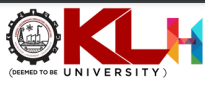 KLH
(DEEMED TO BE UNIVERSITY)